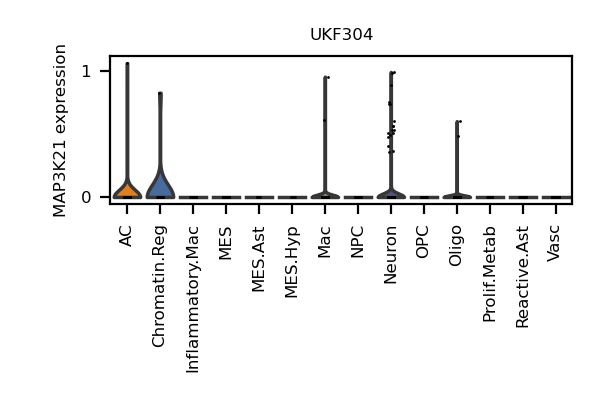 UKF304
MAP3K21 expression
1
0
AC
Chromatin.Reg
Inflammatory.Mac
MES
MES.Ast
MES.Hyp
Mac
NPC
Neuron
OPC
Oligo
Prolif.Metab
Reactive.Ast
Vasc